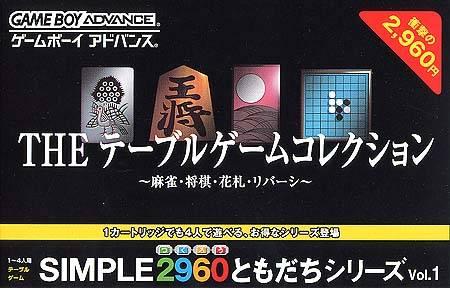 GAME BOY ADVANCE
ゲームボーイ アドバンス®
衝撃の
2,960円
王将
THE テーブルゲームコレクション
～麻雀・将棋・花札・リバーシ～
1カートリッジでも4人で遊べる、お得なシリーズ登場
1～4人用
テーブル
ゲーム
SIMPLE2960ともだちシリーズ Vol.1